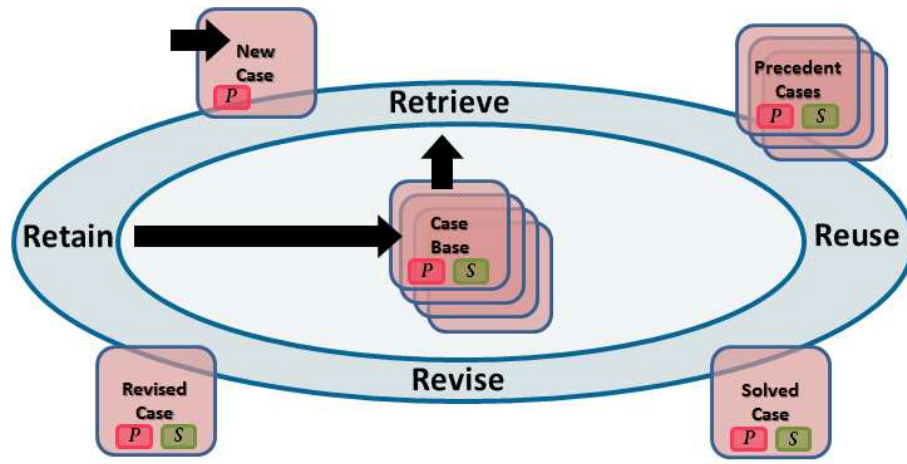 New
Case
P
Retrieve
Precedent
Cases
P S
Retain
Case
Base
P S
Reuse
Revised
Case
P S
Revise
Solved
Case
P S